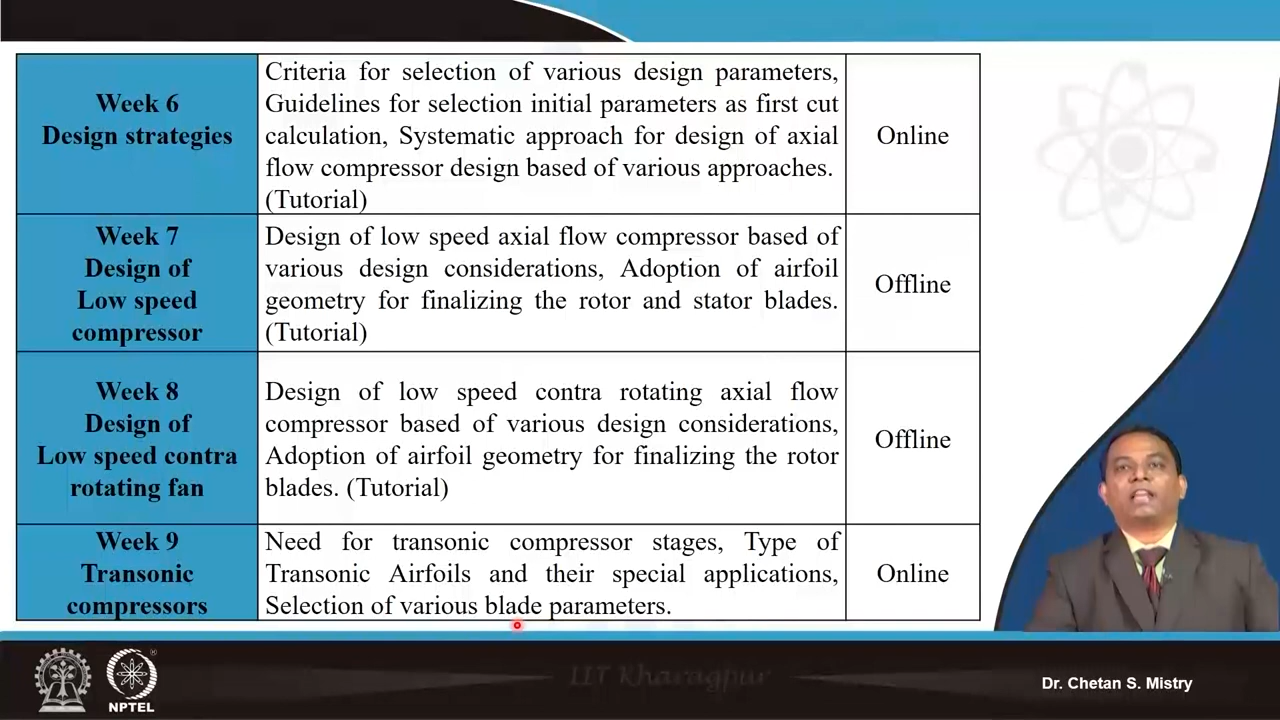 Week 6
Design strategies
Criteria for selection of various design parameters,
Guidelines for selection initial parameters as first cut
calculation, Systematic approach for design of axial
flow compressor design based of various approaches.
(Tutorial)
Online
Week 7
Design of
Low speed
compressor
Design of low speed axial flow compressor based of
various design considerations, Adoption of airfoil
geometry for finalizing the rotor and stator blades.
(Tutorial)
Offline
Week 8
Design of
Low speed contra
rotating fan
Design of low speed contra rotating axial flow
compressor based of various design considerations,
Adoption of airfoil geometry for finalizing the rotor
blades. (Tutorial)
Offline
Week 9
Transonic
compressors
Need for transonic compressor stages, Type of
Transonic Airfoils and their special applications,
Selection of various blade parameters.
Online
NPTEL
IIT Kharagpur
Dr. Chetan S. Mistry